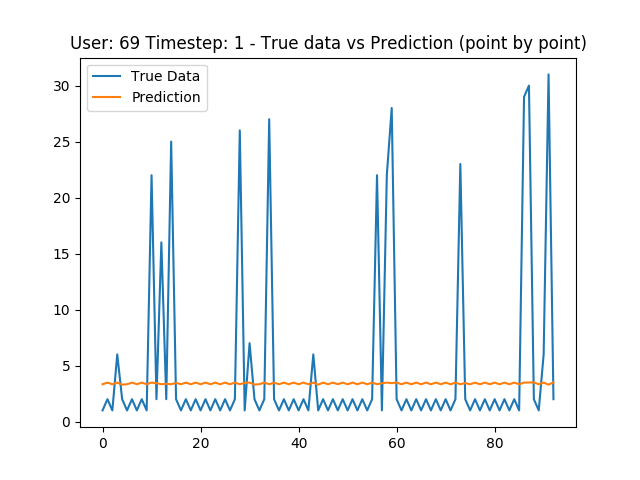 User: 69 Timestep: 1 - True data vs Prediction (point by point)
True Data
Prediction
30
25
20
15
10
5
0
0 20 40 60 80